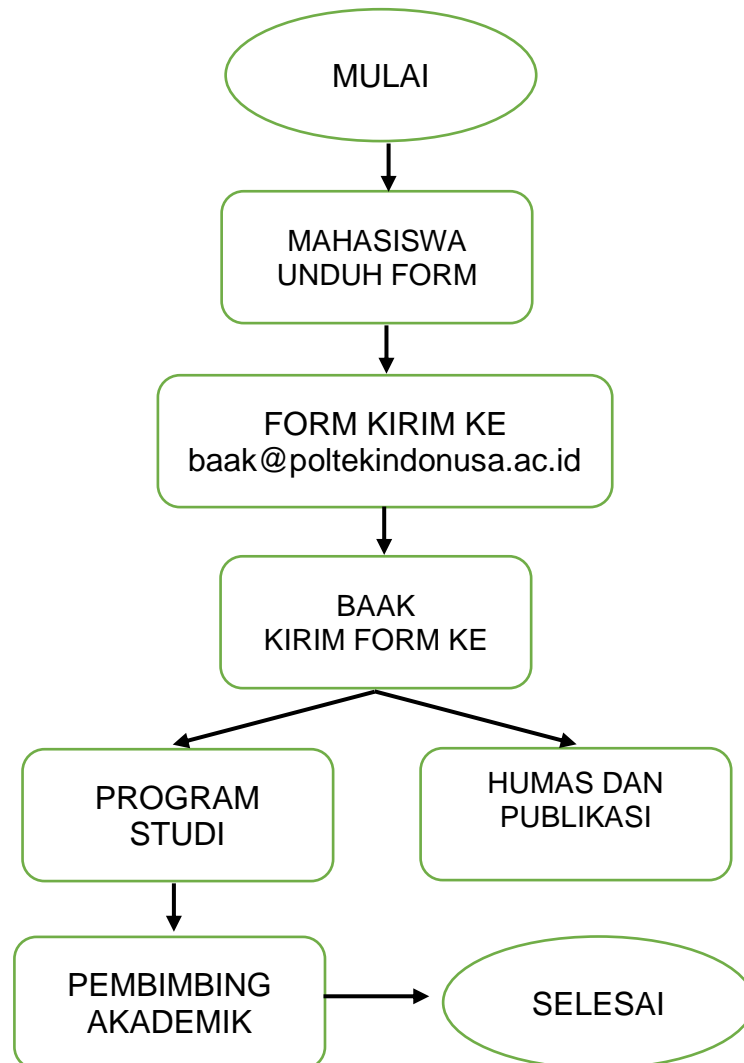 MULAI
MAHASISWA
UNDUH FORM
FORM KIRIM KE
baak@poltekindonusa.ac.id
BAAK
KIRIM FORM KE
PROGRAM
STUDI
HUMAS DAN
PUBLIKASI
PEMBIMBING
AKADEMIK
SELESAI